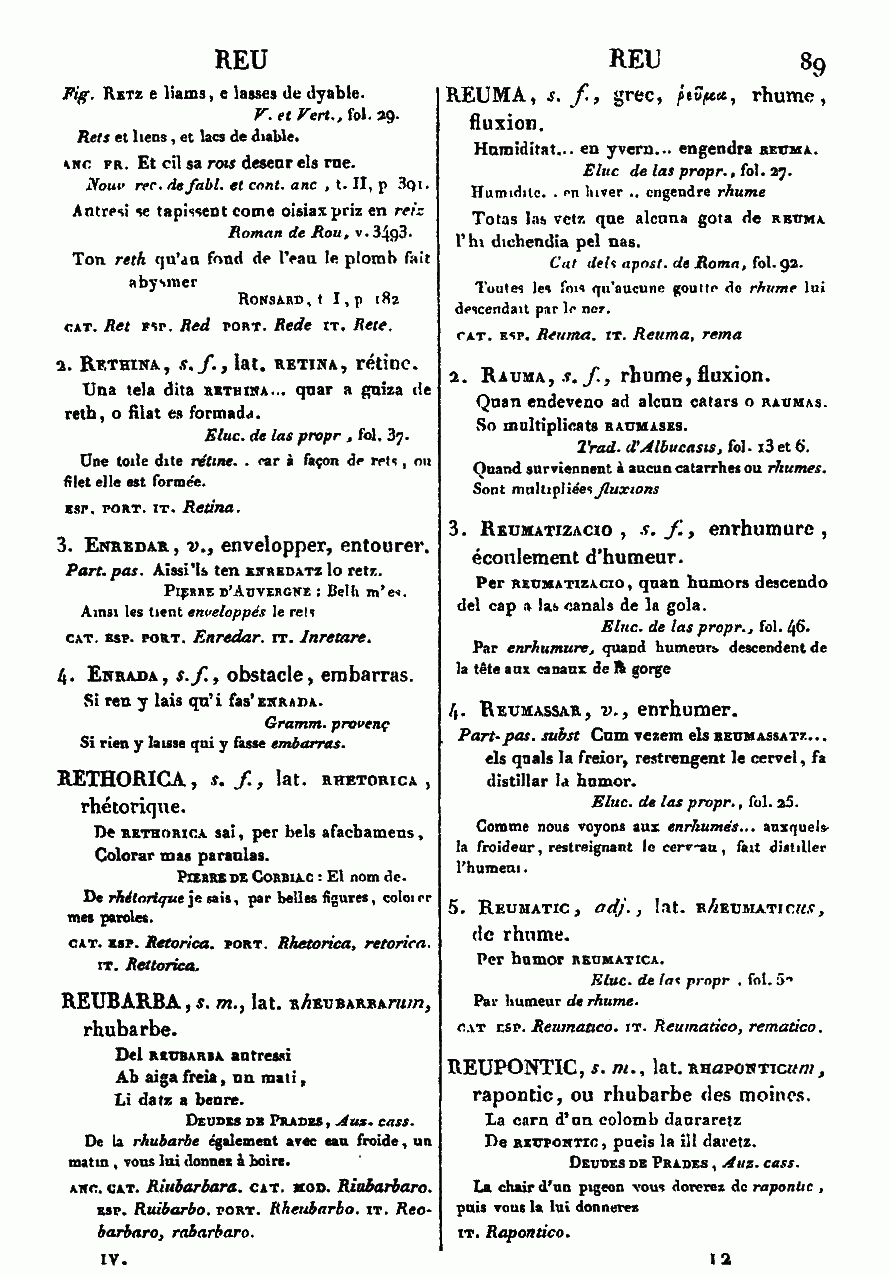 REU
REU 89
Fig. RETZ e liams, e lasses de dyable.
V. et Vert., fol. 29.
Rets et liens, et lacs de diable.
ANC. FR. Et cil sa rois desour els rue.
Nouv. rec. de fabl. et cont. anc., t. II, p. 391.
Antresi se tapissent come oisiax priz en reiz
Roman de Rou, v. 3493.
Ton reth qu'au fond de l'eau le plomb fait
abysmer
RONSARD, t. I, p. 182
CAT. Ret ESP. Red PORT. Rede IT. Rete.
2. RETHINA, s. f., lat. RETINA, rétine.
Una tela dita RETHINA... quar a guiza de
reth, o filat es formada.
Eluc. de las propr., fol. 37.
Une toile dite rétine.. car à façon de rets, ou
filet elle est formée.
ESP. PORT. IT. Retina.
3. ENREDAR, v., envelopper, entourer.
Part. pas. Aissi'ls ten ENREDATZ lo retz.
PIERRE D'AUVERGNE : Belh m'es.
Ainsi les tient enveloppés le rets
CAT. ESP. PORT. Enredar. IT. Inretare.
4. ENRADA, s. f., obstacle, embarras.
Si ren y lais qu'i fas' ENRADA.
Gramm. provenç
Si rien y laisse qui y fasse embarras.
RETHORICA, s. f., lat. RHETORICA,
rhétorique.
De RETHORICA sai, per bels afachamens,
Colorar mas paraulas.
PIERRE DE CORBIAC : El nom de.
De rhétorique je sais, par belles figures, colorer
mes paroles.
CAT. ESP. Retorica. PORT. Rhetorica, retorica.
IT. Rettorica.
REUBARBA, s. m., lat. RhEUBARBArum,
rhubarbe.
Del REUBARBA antressi
Ab aiga freia, un mati,
Li datz a beure.
DEUDES DE PRADES, Auz. cass.
De la rhubarbe également avec eau froide, un
matin, vous lui donnez à boire.
ANC. CAT. Riubarbara. CAT. MOD. Riubarbaro.
ESP. Ruibarbo. PORT. Rheubarbo. IT. Reo-
barbaro, rabarbaro.
IV.
REUMA, s. f., grec, ῥεῦμα, rhume,
fluxion.
Humiditat... en yvern... engendra REUMA.
Eluc de las propr., fol. 27.
Humidité.. en hiver.. engendre rhume
Totas las vetz que alcuna gota de REUMA
l'hi dichendia pel nas.
Cat dels apost. de Roma, fol. 92.
Toutes les fois qu'aucune goutte de rhume lui
descendait par le nez.
CAT. ESP. Reuma. IT. Reuma, rema
2. RAUMA, s. f., rhume, fluxion.
Quan endeveno ad alcun catars o RAUMAS.
So multiplicats RAUMASES.
Trad. d'Albucasis, fol. 13 et 6.
Quand surviennent à aucun catarrhes ou rhumes.
Sont multipliées fluxions
3. REUMATIZACIO, s. f., enrhumure,
écoulement d'humeur.
Per REUMATIZACIO, quan humors descendo
del cap a las canals de la gola.
Eluc. de las propr., fol. 46.
Par enrhumure, quand humeurs descendent de
la tête aux canaux de la gorge
4. REUMASSAR, v., enrhumer.
Part. pas. subst Cum vezem els REUMASSATZ...
els quals la freior, restrengent le cervel, fa
distillar la humor.
Eluc. de las propr., fol. 25.
Comme nous voyons aux enrhumés... auxquels
la froideur, restreignant le cerveau, fait distiller
l'humeur.
5. REUMATIC, adj., lat. RhEUMATICus,
de rhume.
Per humor REUMATICA.
Eluc. de las propr., fol.
Par humeur de rhume.
CAT ESP. Reumatico. IT. Reumatico, rematico.
REUPONTIC, s. m., lat. RHaPONTICum,
rapontic, ou rhubarbe des moines.
La carn d'un colomb dauraretz
De REUPONTIC, pueis la ill daretz.
DEUDES DE PRADES, Auz. cass.
La chair d'un pigeon vous dorerez de rapontic,
puis vous la lui donnerez
IT. Rapontico.
12